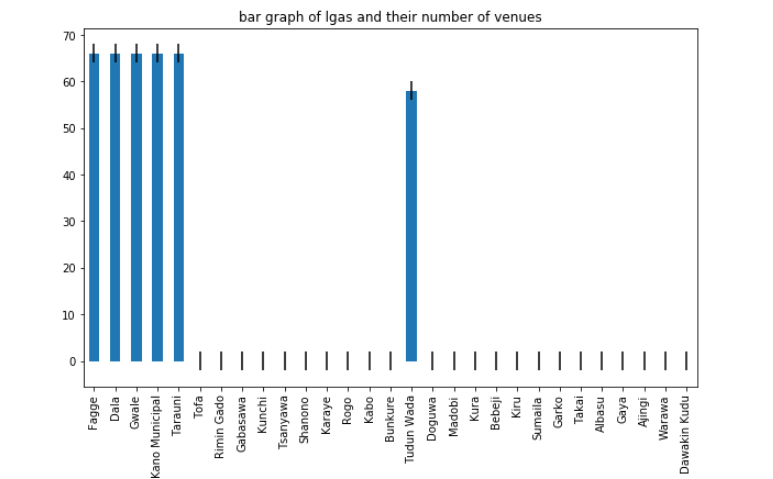 bar graph of lgas and their number of venues
70
60
50
40
30
20
10
0
Fagge
Dala
Gwale
Kano Municipal
Tarauni
Tofa
Rimin Gado
Gabasawa
Kunchi
Tsanyawa
Shanono
Karaye
Rogo
Kabo
Bunkure
Tudun Wada
Doguwa
Madobi
Kura
Bebeji
Kiru
Sumaila
Garko
Takai
Albasu
Gaya
Ajingi
Warawa
Dawakin Kudu